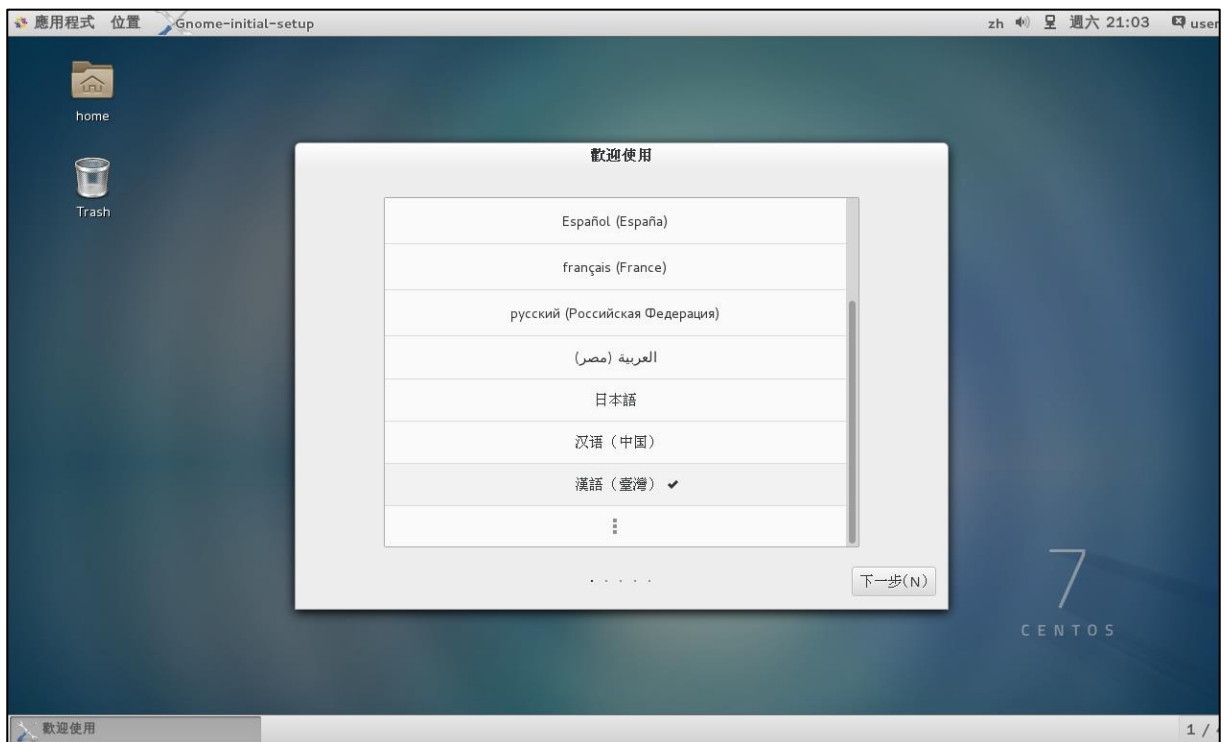 應用程式 位置 Gnome-initial-setup zh 週六 21:03 user
home
Trash
歡迎使用
Español (España)
français (France)
русский (Российская Федерация)
العربية (مصر)
日本語
汉语（中国）
漢語（臺灣）
下一步(N)
7
CENTOS
歡迎使用
1 /